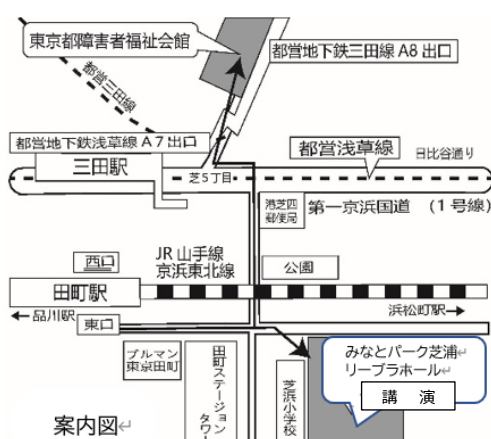 東京都障害者福祉会館
都営地下鉄三田線A8出口
都営三田線
都営地下鉄浅草線A7出口
三田駅
都営浅草線
日比谷通り
芝5丁目
港芝四
郵便局
第一京浜国道 (1号線)
西口
JR山手線
京浜東北線
公園
田町駅
←品川駅
浜松町駅→
東口
プルマン
東京田町
田町ステーション
タワー
芝浜小学校
みなとパーク芝浦↵
リーブラホール
講 演
案内図↵